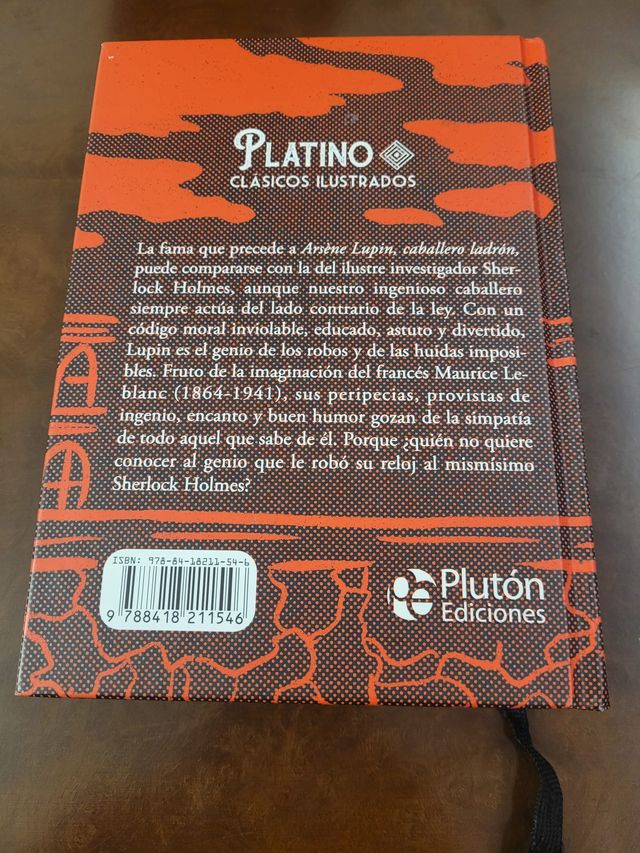 PLATINO
CLÁSICOS ILUSTRADOS
La fama que precede a Arsène Lupin, caballero ladrón,
puede compararse con la del ilustre investigador Sher-
lock Holmes, aunque nuestro ingenioso caballero
siempre actúa del lado contrario de la ley. Con un
código moral inviolable, educado, astuto y divertido,
Lupin es el genio de los robos y de las huidas imposi-
bles. Fruto de la imaginación del francés Maurice Le-
blanc (1864-1941), sus peripecias, provistas de
ingenio, encanto y buen humor gozan de la simpatía
de todo aquel que sabe de él. Porque ¿quién no quiere
conocer al genio que le robó su reloj al mismísimo
Sherlock Holmes?
ISBN: 978-84-18211-54-6
9 788418 211546
Plutón
Ediciones